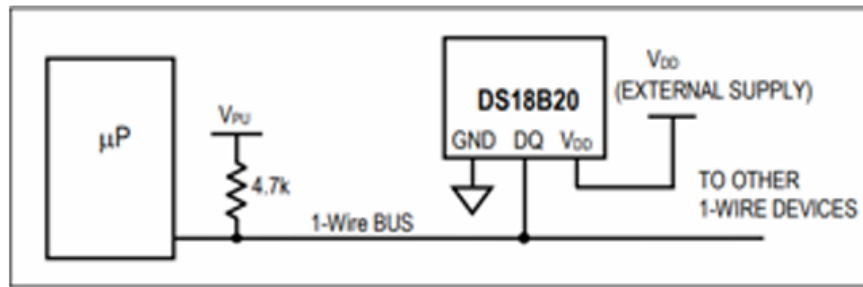 μP
VPU
4.7k
1-Wire BUS
DS18B20
GND DQ VDD
VDD
(EXTERNAL SUPPLY)
TO OTHER
1-WIRE DEVICES